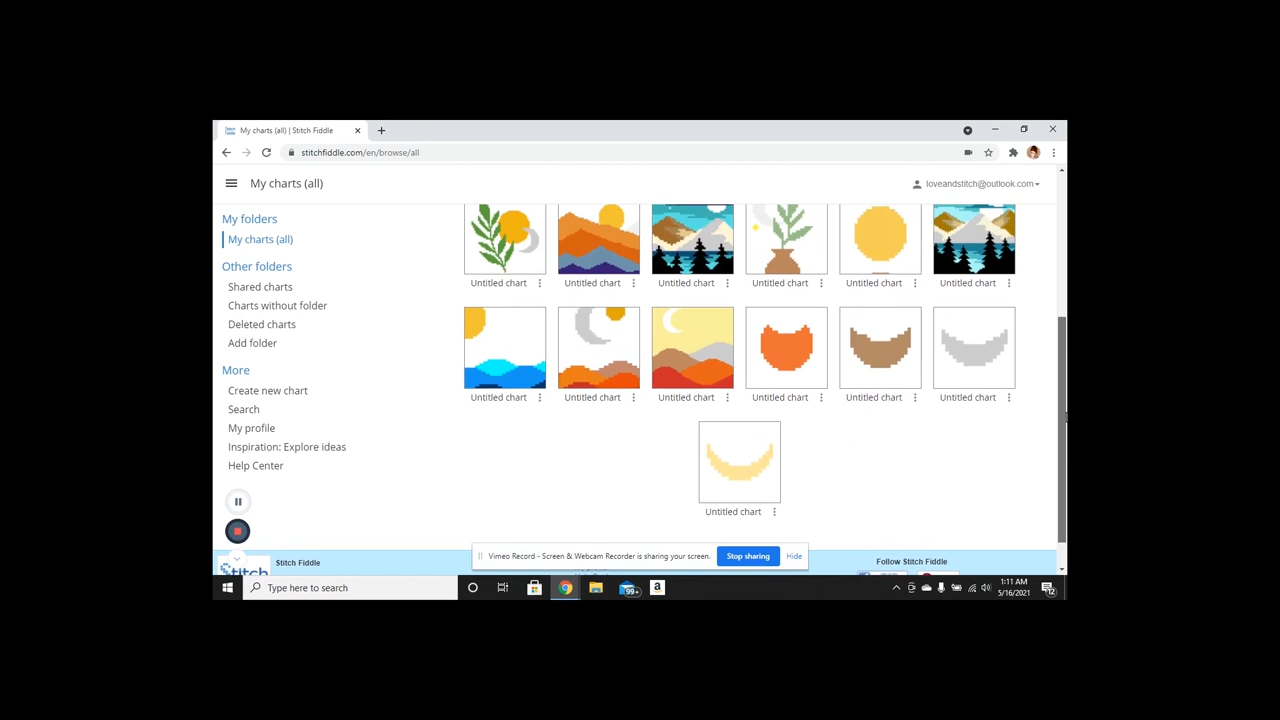 My charts (all) | Stitch Fiddle
stitchfiddle.com/en/browse/all
My charts (all)
loveandstitch@outlook.com
My folders
My charts (all)
Other folders
Shared charts
Charts without folder
Deleted charts
Add folder
More
Create new chart
Search
My profile
Inspiration: Explore ideas
Help Center
Untitled chart Untitled chart Untitled chart Untitled chart Untitled chart Untitled chart
Untitled chart Untitled chart Untitled chart Untitled chart Untitled chart Untitled chart
Untitled chart
Vimeo Record - Screen & Webcam Recorder is sharing your screen. Stop sharing Hide
Stitch Stitch Fiddle Follow Stitch Fiddle
Type here to search 99+ a 1:11 AM
5/16/2021 12